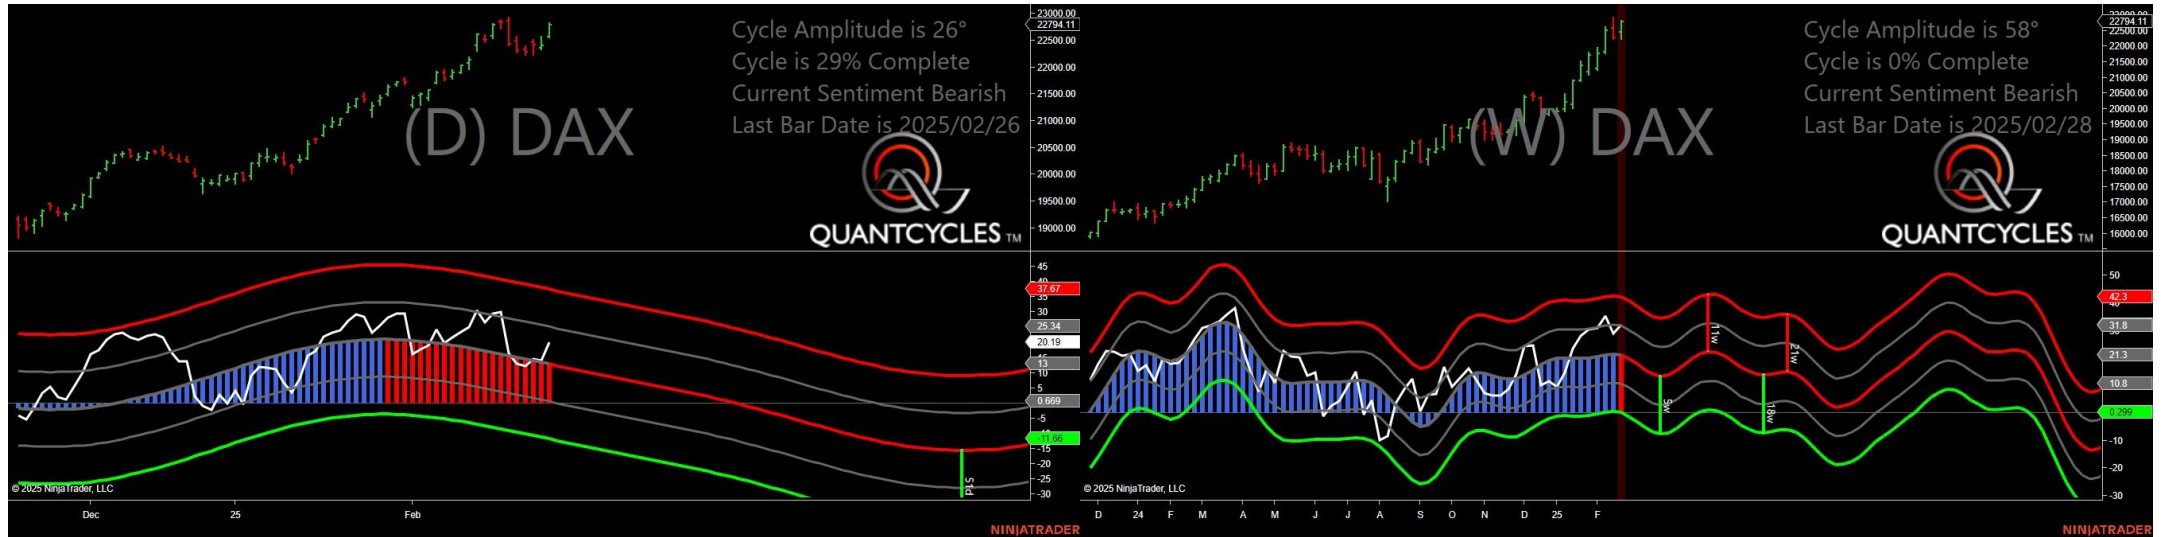 Cycle Amplitude is 26°
Cycle is 29% Complete
Current Sentiment Bearish
Last Bar Date is 2025/02/26
(D) DAX
QUANTCYCLES TM
23000.00
22794.11
22500.00
22000.00
21500.00
21000.00
20500.00
20000.00
19500.00
19000.00
45
37.67
35
30
25.34
20.19
13
10
5
0.669
-5
-11.66
-15
-20
-25
-30
51d
© 2025 NinjaTrader, LLC
Dec 25 Feb
NINJATRADER
Cycle Amplitude is 58°
Cycle is 0% Complete
Current Sentiment Bearish
Last Bar Date is 2025/02/28
(W) DAX
QUANTCYCLES TM
22794.11
22500.00
22000.00
21500.00
21000.00
20500.00
20000.00
19500.00
19000.00
18500.00
18000.00
17500.00
17000.00
16500.00
16000.00
50
42.3
31.8
21.3
10.8
0.299
-10
-20
-30
5w
11w
18w
21w
© 2025 NinjaTrader, LLC
D 24 F M A M J J A S O N D 25 F
NINJATRADER